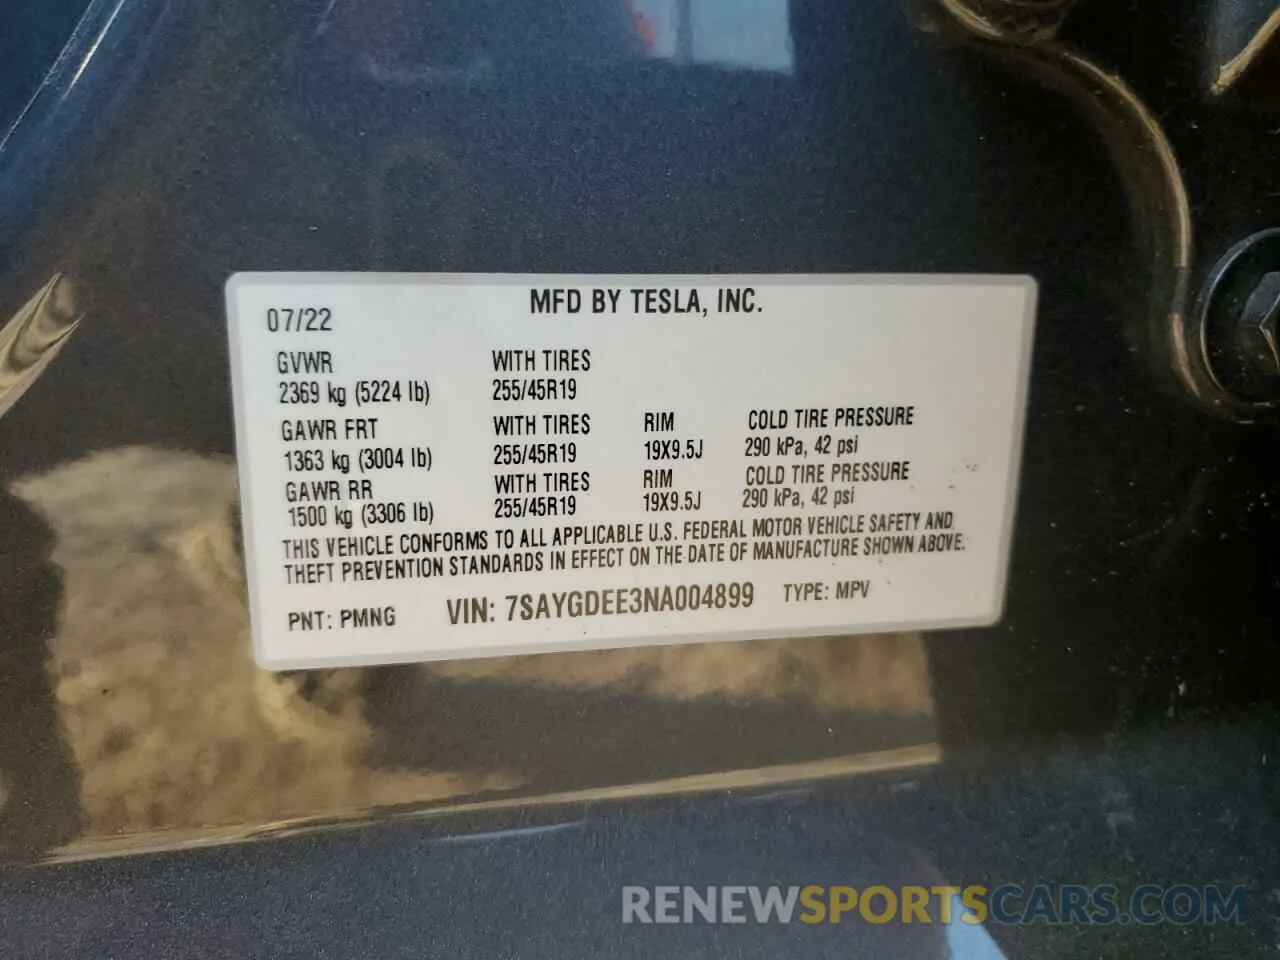 MFD BY TESLA, INC.
07/22
GVWR WITH TIRES
2369 kg (5224 lb) 255/45R19
GAWR FRT WITH TIRES RIM COLD TIRE PRESSURE
1363 kg (3004 lb) 255/45R19 19X9.5J 290 kPa, 42 psi
GAWR RR WITH TIRES RIM COLD TIRE PRESSURE
1500 kg (3306 lb) 255/45R19 19X9.5J 290 kPa, 42 psi
THIS VEHICLE CONFORMS TO ALL APPLICABLE U.S. FEDERAL MOTOR VEHICLE SAFETY AND
THEFT PREVENTION STANDARDS IN EFFECT ON THE DATE OF MANUFACTURE SHOWN ABOVE.
PNT: PMNG VIN: 7SAYGDEE3NA004899 TYPE: MPV
RENEWSPORTSCARS.COM